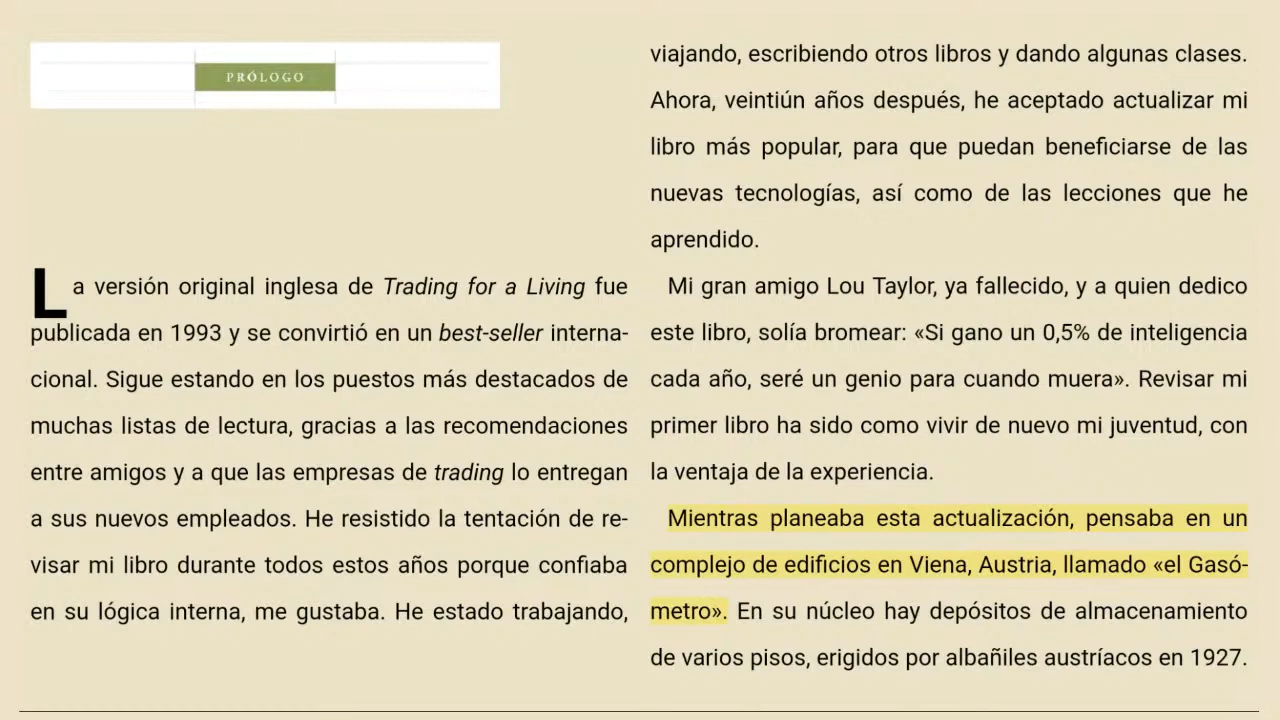 PRÓLOGO
La versión original inglesa de Trading for a Living fue
publicada en 1993 y se convirtió en un best-seller interna-
cional. Sigue estando en los puestos más destacados de
muchas listas de lectura, gracias a las recomendaciones
entre amigos y a que las empresas de trading lo entregan
a sus nuevos empleados. He resistido la tentación de re-
visar mi libro durante todos estos años porque confiaba
en su lógica interna, me gustaba. He estado trabajando,
viajando, escribiendo otros libros y dando algunas clases.
Ahora, veintiún años después, he aceptado actualizar mi
libro más popular, para que puedan beneficiarse de las
nuevas tecnologías, así como de las lecciones que he
aprendido.
Mi gran amigo Lou Taylor, ya fallecido, y a quien dedico
este libro, solía bromear: «Si gano un 0,5% de inteligencia
cada año, seré un genio para cuando muera». Revisar mi
primer libro ha sido como vivir de nuevo mi juventud, con
la ventaja de la experiencia.
Mientras planeaba esta actualización, pensaba en un
complejo de edificios en Viena, Austria, llamado «el Gasó-
metro». En su núcleo hay depósitos de almacenamiento
de varios pisos, erigidos por albañiles austríacos en 1927.